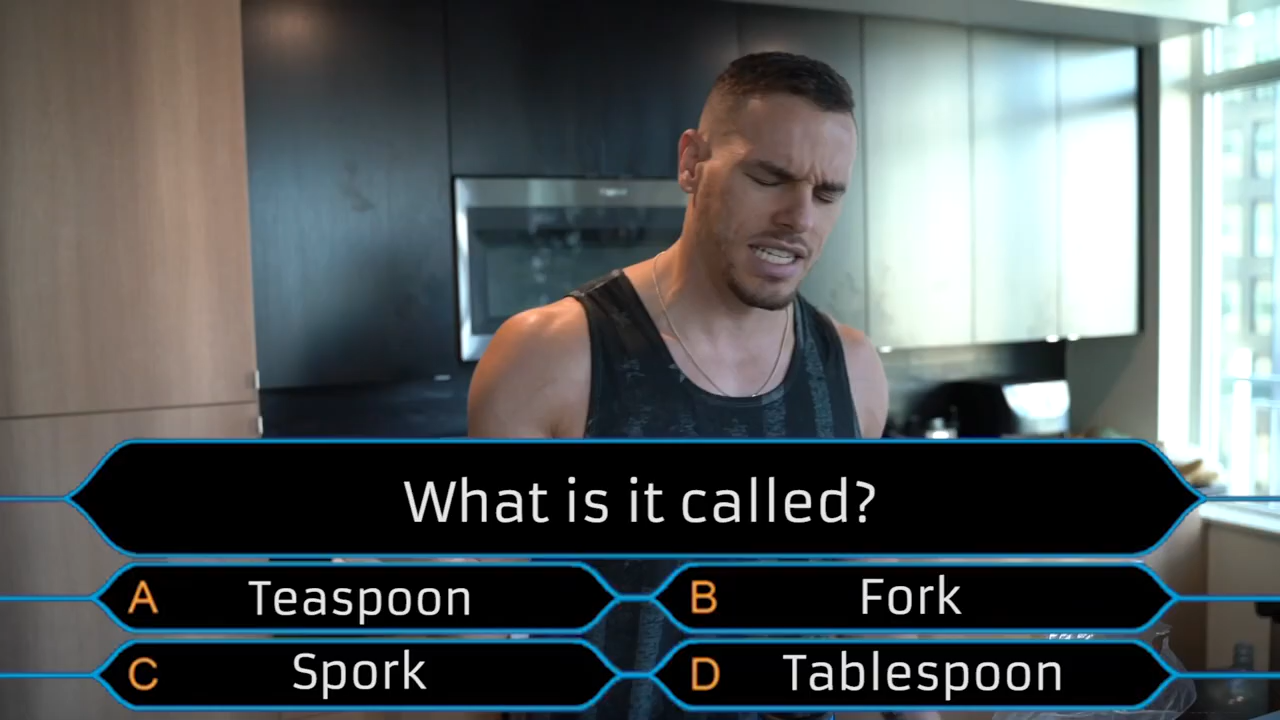 What is it called?
A Teaspoon
B Fork
C Spork
D Tablespoon